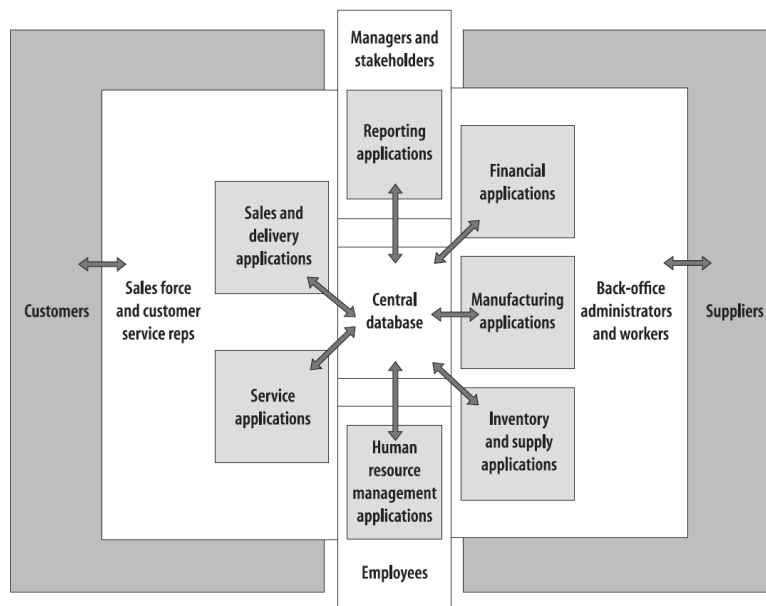 Managers and
stakeholders
Reporting
applications
Financial
applications
Sales and
delivery
applications
Customers
Sales force
and customer
service reps
Central
database
Manufacturing
applications
Back-office
administrators
and workers
Suppliers
Service
applications
Inventory
and supply
applications
Human
resource
management
applications
Employees